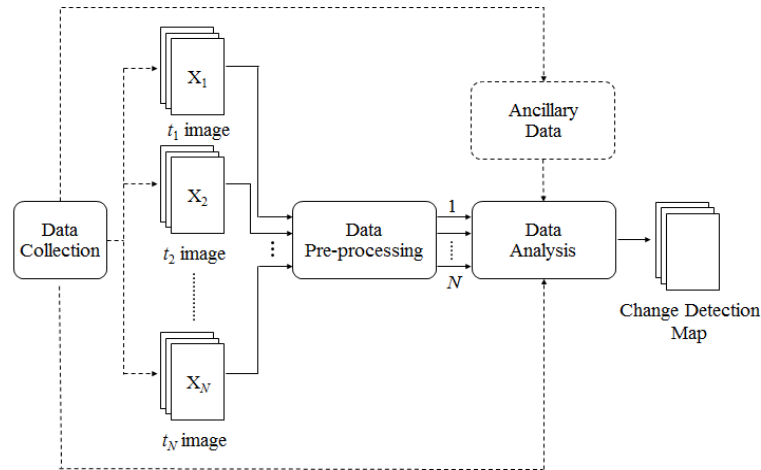 X1
t1 image
Ancillary
Data
X2
t2 image
Data
Collection
Data
Pre-processing
1
N
Data
Analysis
Change Detection
Map
XN
tN image